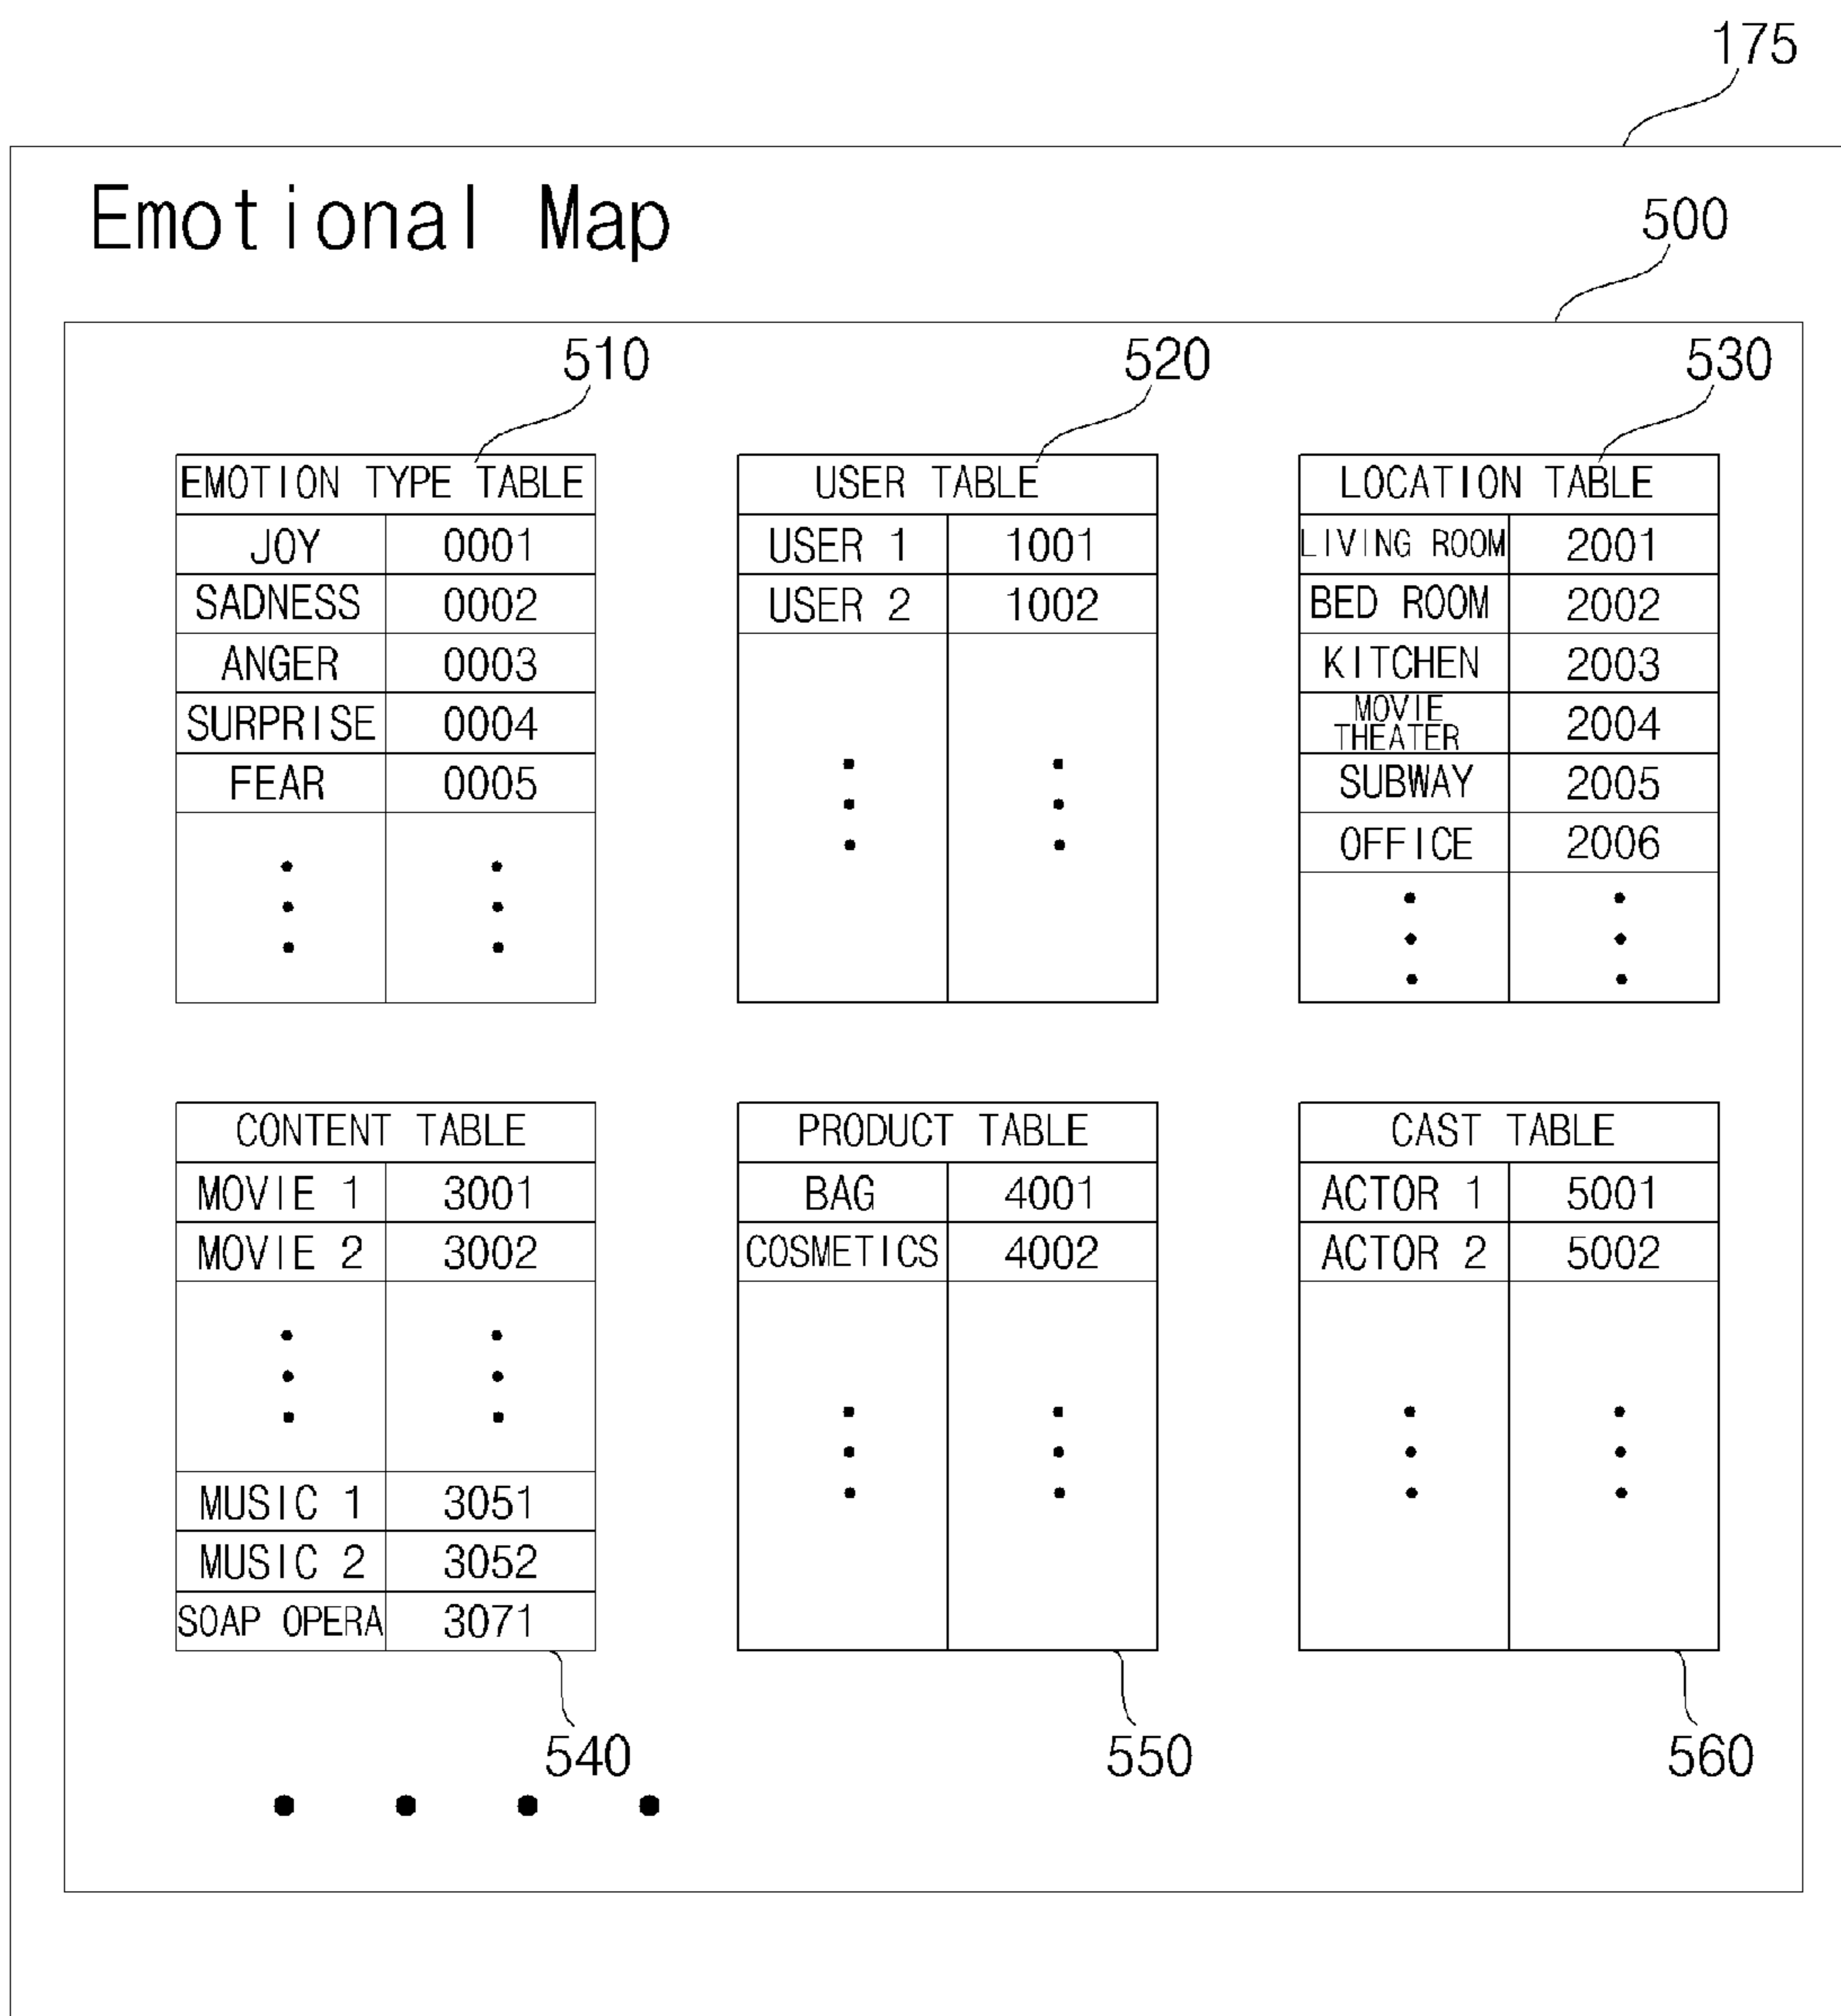 175
Emotional Map
500
510 520 530
EMOTION TYPE TABLE USER TABLE LOCATION TABLE
JOY 0001 USER 1 1001 LIVING ROOM 2001
SADNESS 0002 USER 2 1002 BED ROOM 2002
ANGER 0003 KITCHEN 2003
SURPRISE 0004 MOVIE THEATER 2004
FEAR 0005 SUBWAY 2005
OFFICE 2006
CONTENT TABLE PRODUCT TABLE CAST TABLE
MOVIE 1 3001 BAG 4001 ACTOR 1 5001
MOVIE 2 3002 COSMETICS 4002 ACTOR 2 5002
MUSIC 1 3051
MUSIC 2 3052
SOAP OPERA 3071
540 550 560